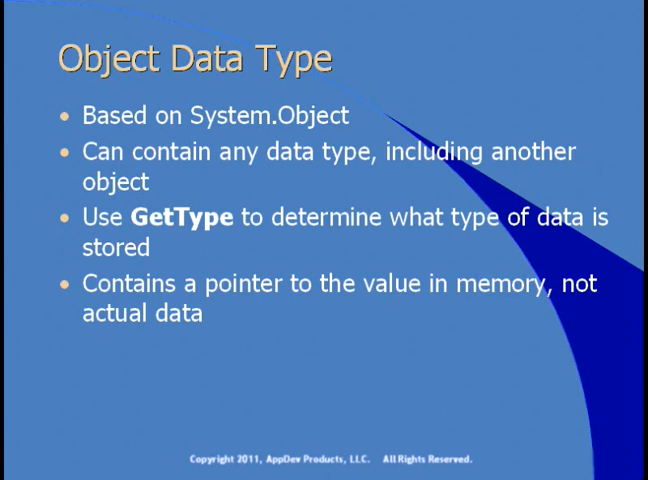 Object Data Type
• Based on System.Object
• Can contain any data type, including another
object
• Use GetType to determine what type of data is
stored
• Contains a pointer to the value in memory, not
actual data
Copyright 2011, AppDev Products, LLC. All Rights Reserved.